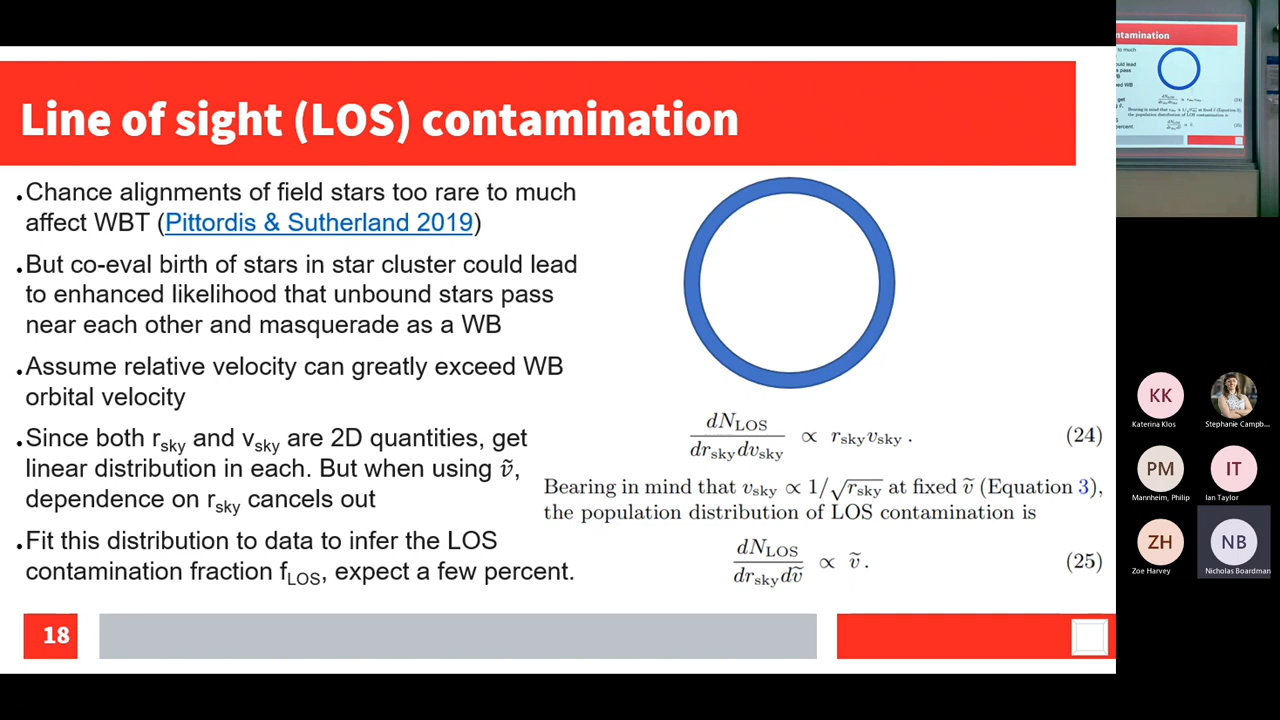 Line of sight (LOS) contamination
.Chance alignments of field stars too rare to much
affect WBT (Pittordis & Sutherland 2019)
.But co-eval birth of stars in star cluster could lead
to enhanced likelihood that unbound stars pass
near each other and masquerade as a WB
.Assume relative velocity can greatly exceed WB
orbital velocity
.Since both r_sky and v_sky are 2D quantities, get
linear distribution in each. But when using ṽ,
dependence on r_sky cancels out
.Fit this distribution to data to infer the LOS
contamination fraction f_LOS, expect a few percent.
dN_LOS / dr_sky dv_sky ∝ r_sky v_sky . (24)
Bearing in mind that v_sky ∝ 1/√r_sky at fixed ṽ (Equation 3),
the population distribution of LOS contamination is
dN_LOS / dr_sky dṽ ∝ ṽ. (25)
18
ntamination
KK
Katerina Klos
Stephanie Campb...
PM
Mannheim, Philip
IT
Ian Taylor
ZH
Zoe Harvey
NB
Nicholas Boardman